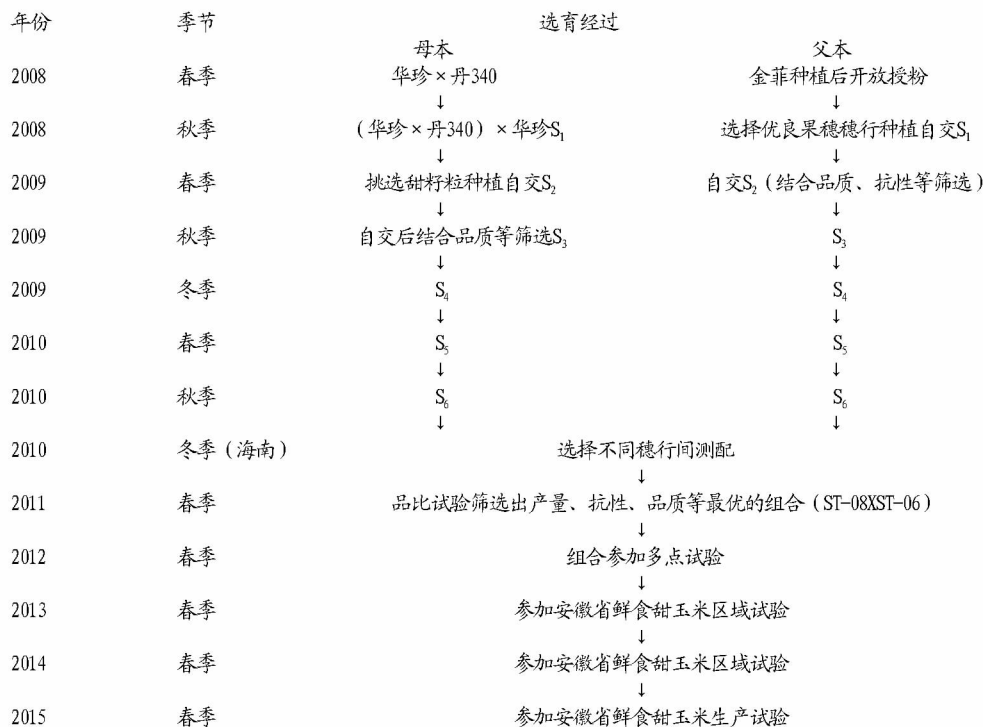 年份 季节 选育经过
母本 父本
2008 春季 华珍×丹340 金菲种植后开放授粉
↓ ↓
2008 秋季 (华珍×丹340)×华珍S₁ 选择优良果穗穗行种植自交S₁
↓ ↓
2009 春季 挑选甜籽粒种植自交S₂ 自交S₂(结合品质、抗性等筛选)
↓ ↓
2009 秋季 自交后结合品质等筛选S₃ S₃
↓ ↓
2009 冬季 S₄ S₄
↓ ↓
2010 春季 S₅ S₅
↓ ↓
2010 秋季 S₆ S₆
↓ ↓
2010 冬季(海南) 选择不同穗行间测配
↓
2011 春季 品比试验筛选出产量、抗性、品质等最优的组合(ST-08XST-06)
↓
2012 春季 组合参加多点试验
↓
2013 春季 参加安徽省鲜食甜玉米区域试验
↓
2014 春季 参加安徽省鲜食甜玉米区域试验
↓
2015 春季 参加安徽省鲜食甜玉米生产试验